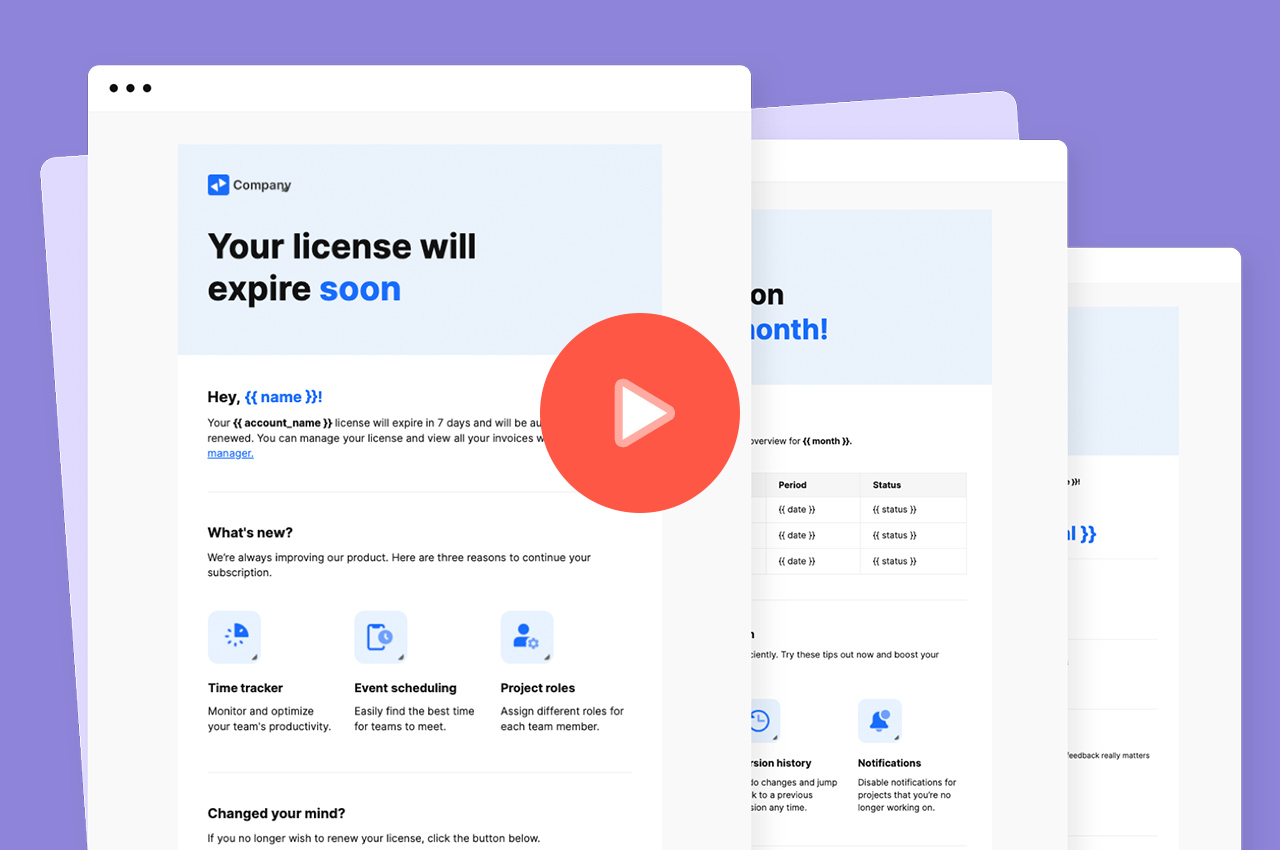 Company
Your license will
expire soon
Hey, {{ name }}!
Your {{ account_name }} license will expire in 7 days and will be
renewed. You can manage your license and view all your invoices
manager.
What's new?
We're always improving our product. Here are three reasons to continue your
subscription.
Time tracker
Monitor and optimize
your team's productivity.
Event scheduling
Easily find the best time
for teams to meet.
Project roles
Assign different roles for
each team member.
Changed your mind?
If you no longer wish to renew your license, click the button below.
on
month!
overview for {{ month }}.
Period Status
{{ date }} {{ status }}
{{ date }} {{ status }}
{{ date }} {{ status }}
Try these tips out now and boost your
history
changes and jump
to a previous
any time.
Notifications
Disable notifications for
projects that you're no
longer working on.
}}!
}}
feedback really matters